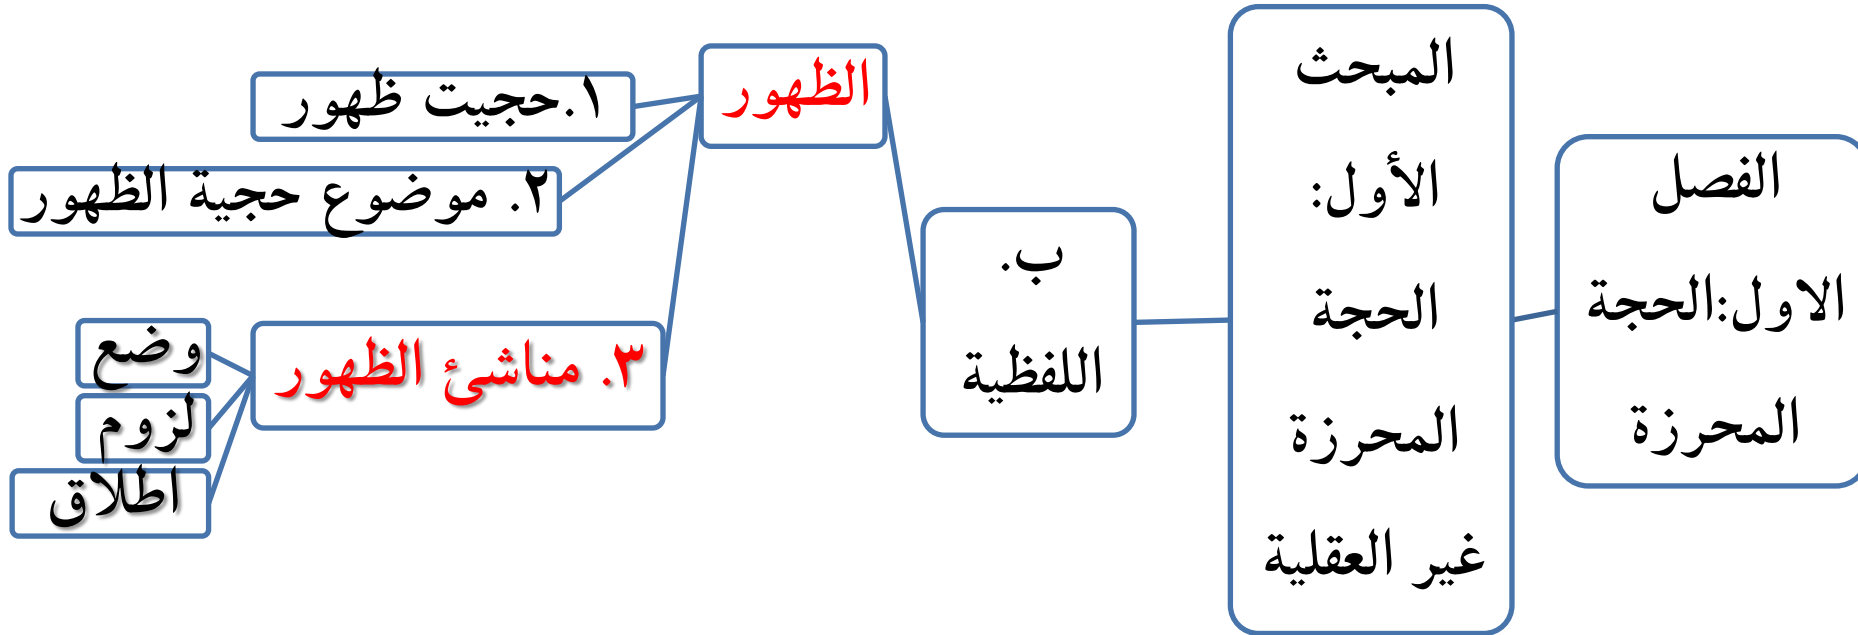 الفصل
الاول:الحجة
المحرزة
المبحث
الأول:
الحجة
المحرزة
غير العقلية
ب.
اللفظية
الظهور
١.حجيت ظهور
٢. موضوع حجية الظهور
٣. مناشئ الظهور
وضع
لزوم
اطلاق